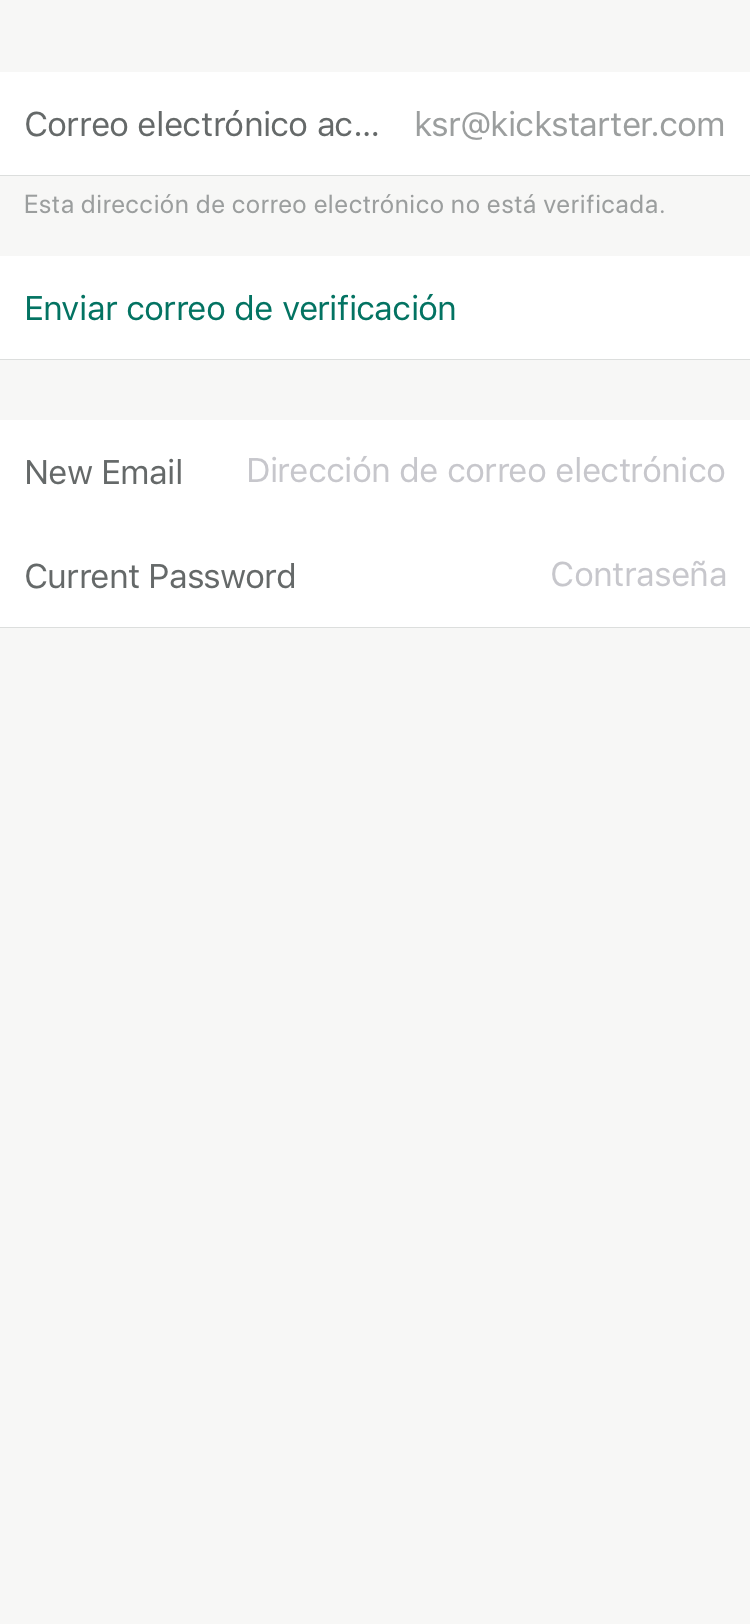 Correo electrónico ac... ksr@kickstarter.com
Esta dirección de correo electrónico no está verificada.
Enviar correo de verificación
New Email Dirección de correo electrónico
Current Password Contraseña